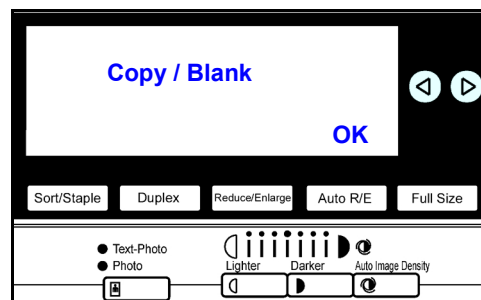 Copy / Blank
OK
Sort/Staple Duplex Reduce/Enlarge Auto R/E Full Size
Text-Photo
Photo
Lighter Darker Auto Image Density